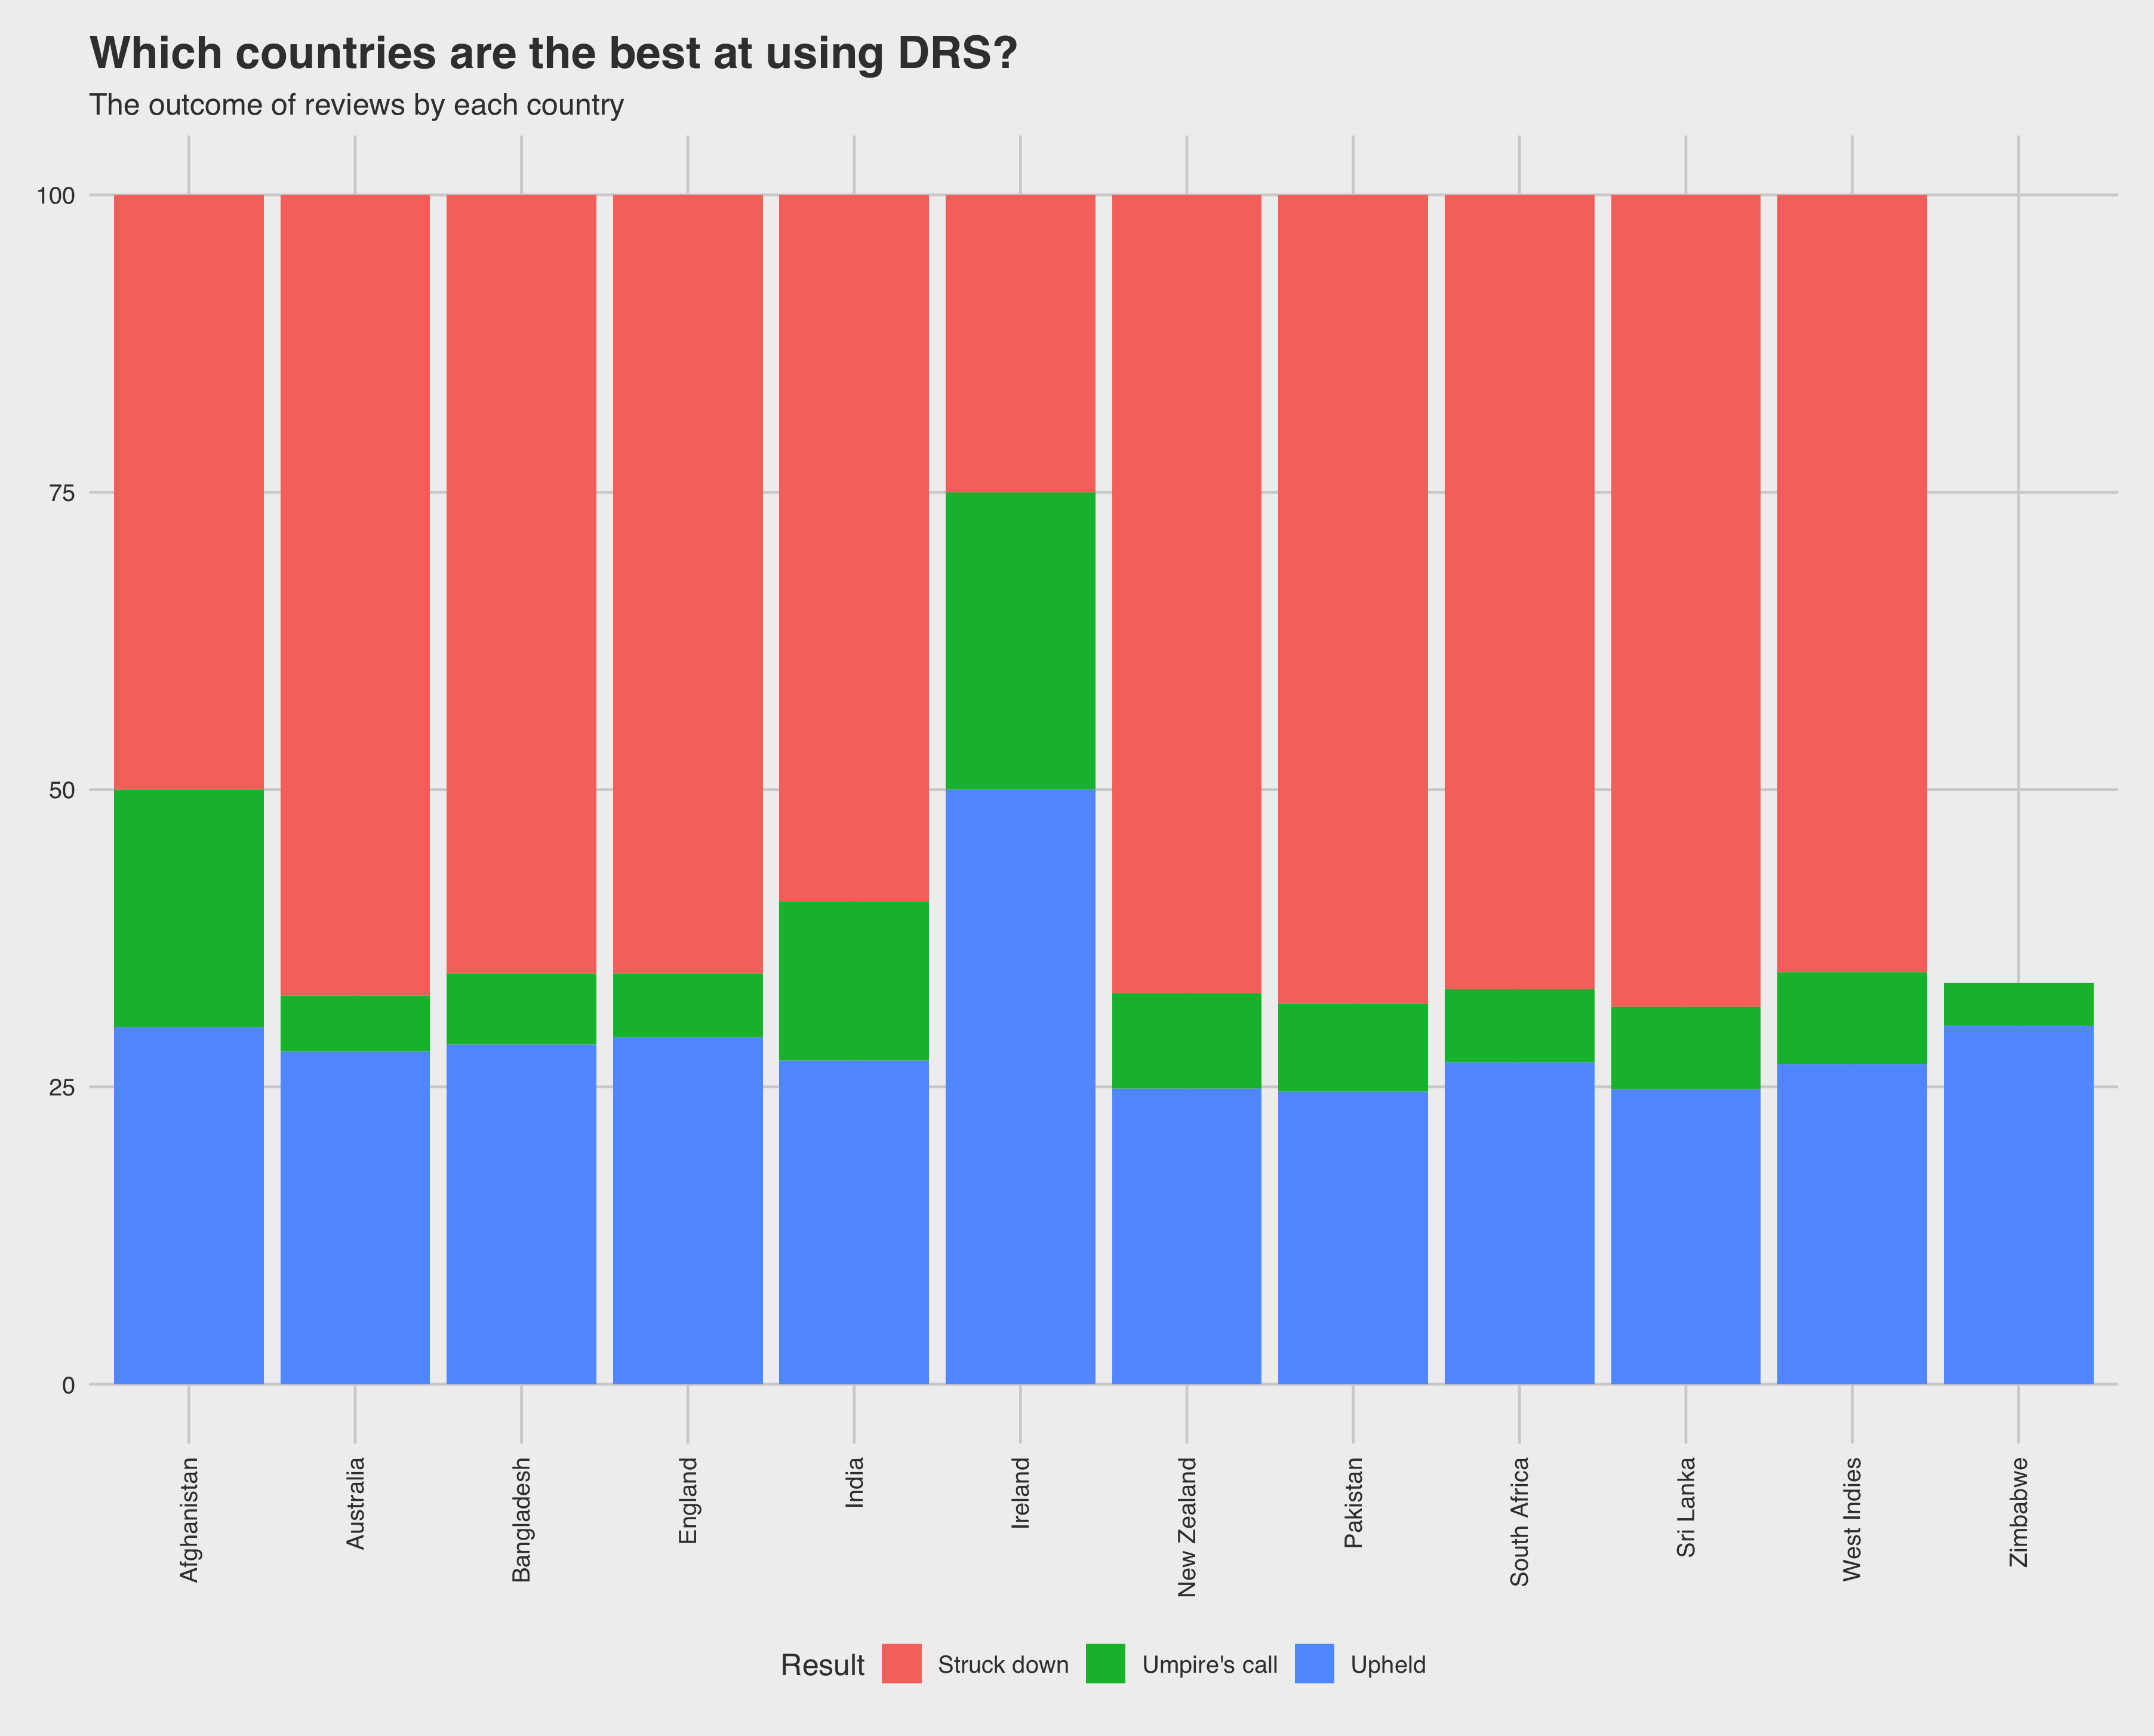 Which countries are the best at using DRS?
The outcome of reviews by each country
100
75
50
25
0
Afghanistan
Australia
Bangladesh
England
India
Ireland
New Zealand
Pakistan
South Africa
Sri Lanka
West Indies
Zimbabwe
Result Struck down Umpire's call Upheld